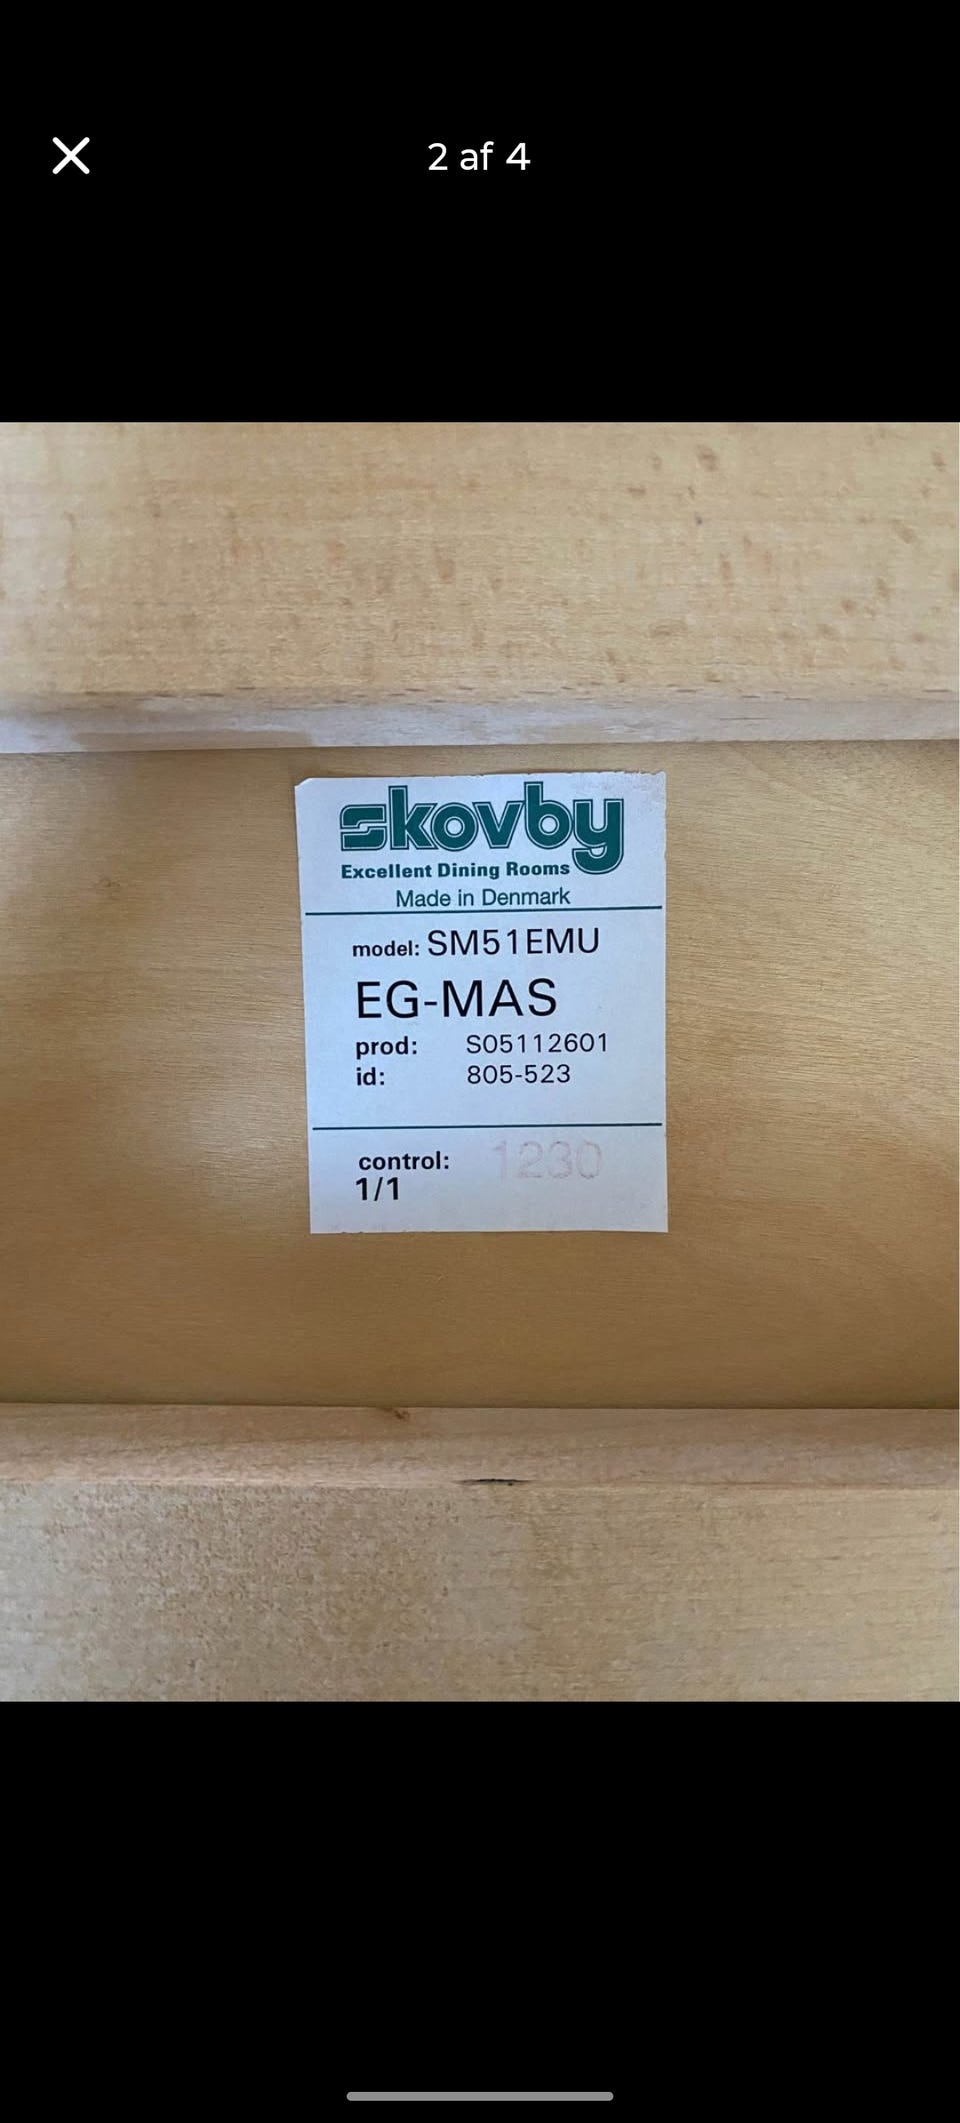 2 af 4
skovby
Excellent Dining Rooms
Made in Denmark
model: SM51EMU
EG-MAS
prod: S05112601
id: 805-523
control: 1230
1/1